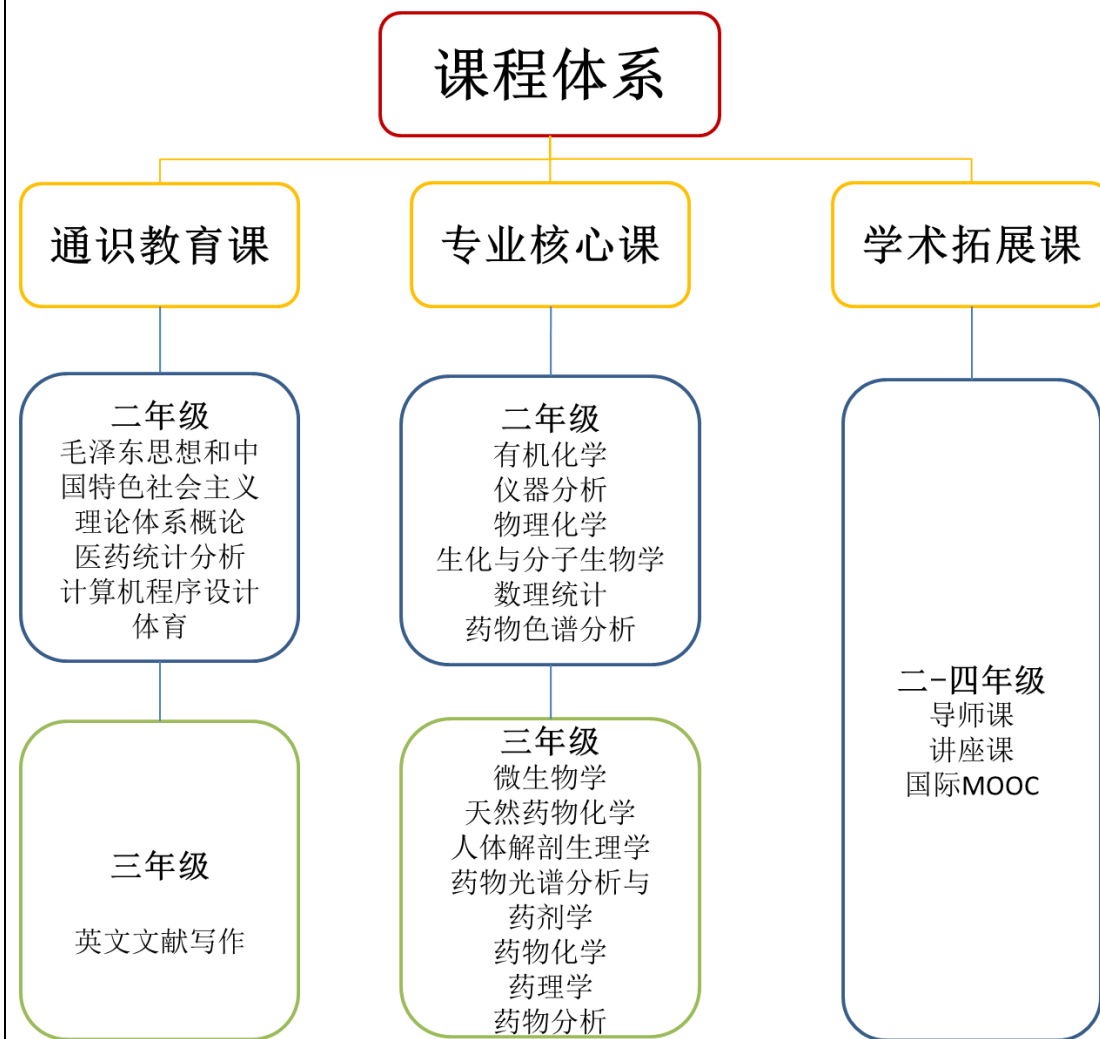 课程体系
通识教育课
专业核心课
学术拓展课
二年级
毛泽东思想和中
国特色社会主义
理论体系概论
医药统计分析
计算机程序设计
体育
三年级
英文文献写作
二年级
有机化学
仪器分析
物理化学
生化与分子生物学
数理统计
药物色谱分析
三年级
微生物学
天然药物化学
人体解剖生理学
药物光谱分析与
药剂学
药物化学
药理学
药物分析
二-四年级
导师课
讲座课
国际MOOC